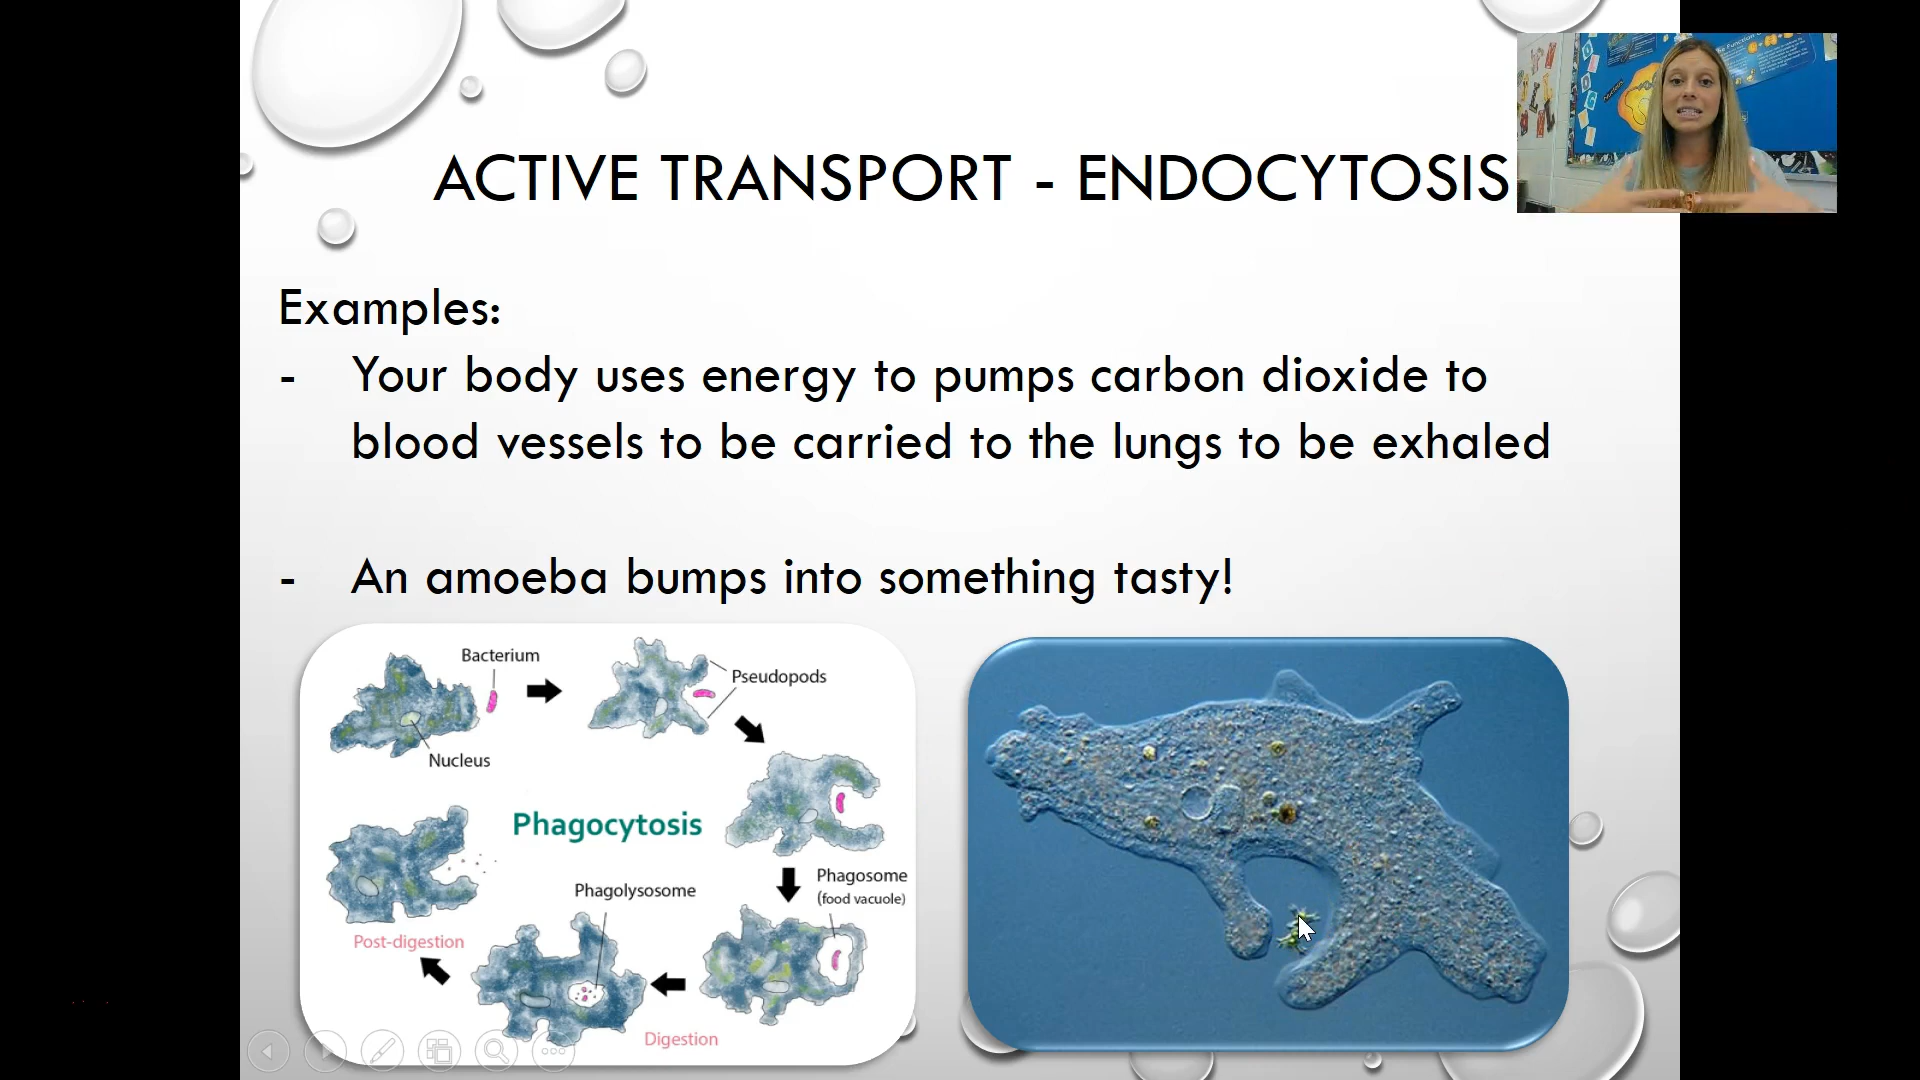 ACTIVE TRANSPORT - ENDOCYTOSIS
Examples:
- Your body uses energy to pumps carbon dioxide to
blood vessels to be carried to the lungs to be exhaled
- An amoeba bumps into something tasty!
Bacterium
Pseudopods
Nucleus
Phagocytosis
Phagosome
(food vacuole)
Phagolysosome
Post-digestion
Digestion